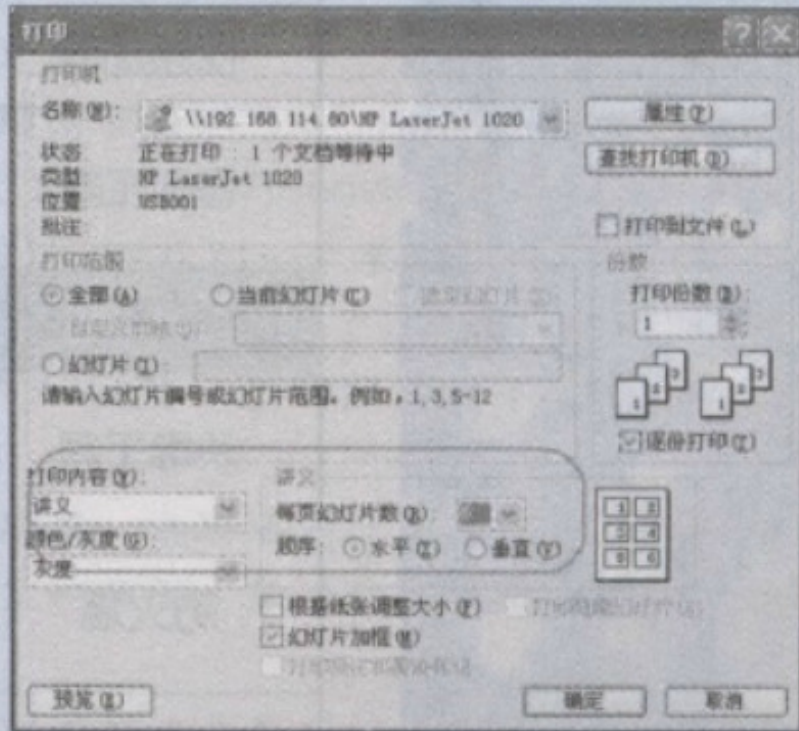 打印
打印机
名称(N): \\192.168.114.60\HP LaserJet 1020 属性(P)
状态 正在打印 : 1 个文档等待中 查找打印机(D)...
类型 HP LaserJet 1020
位置 USB001
批注 打印到文件(L)
打印范围 份数
全部(A) 当前幻灯片(C) 打印份数(B):
1
幻灯片(I):
请输入幻灯片编号或幻灯片范围。例如，1,3,5-12
逐份打印(T)
打印内容(W): 讲义
讲义 每页幻灯片数(R):
颜色/灰度(G): 顺序: 水平(Z) 垂直(V)
灰度
根据纸张调整大小(F)
幻灯片加框(M)
预览(E) 确定 取消